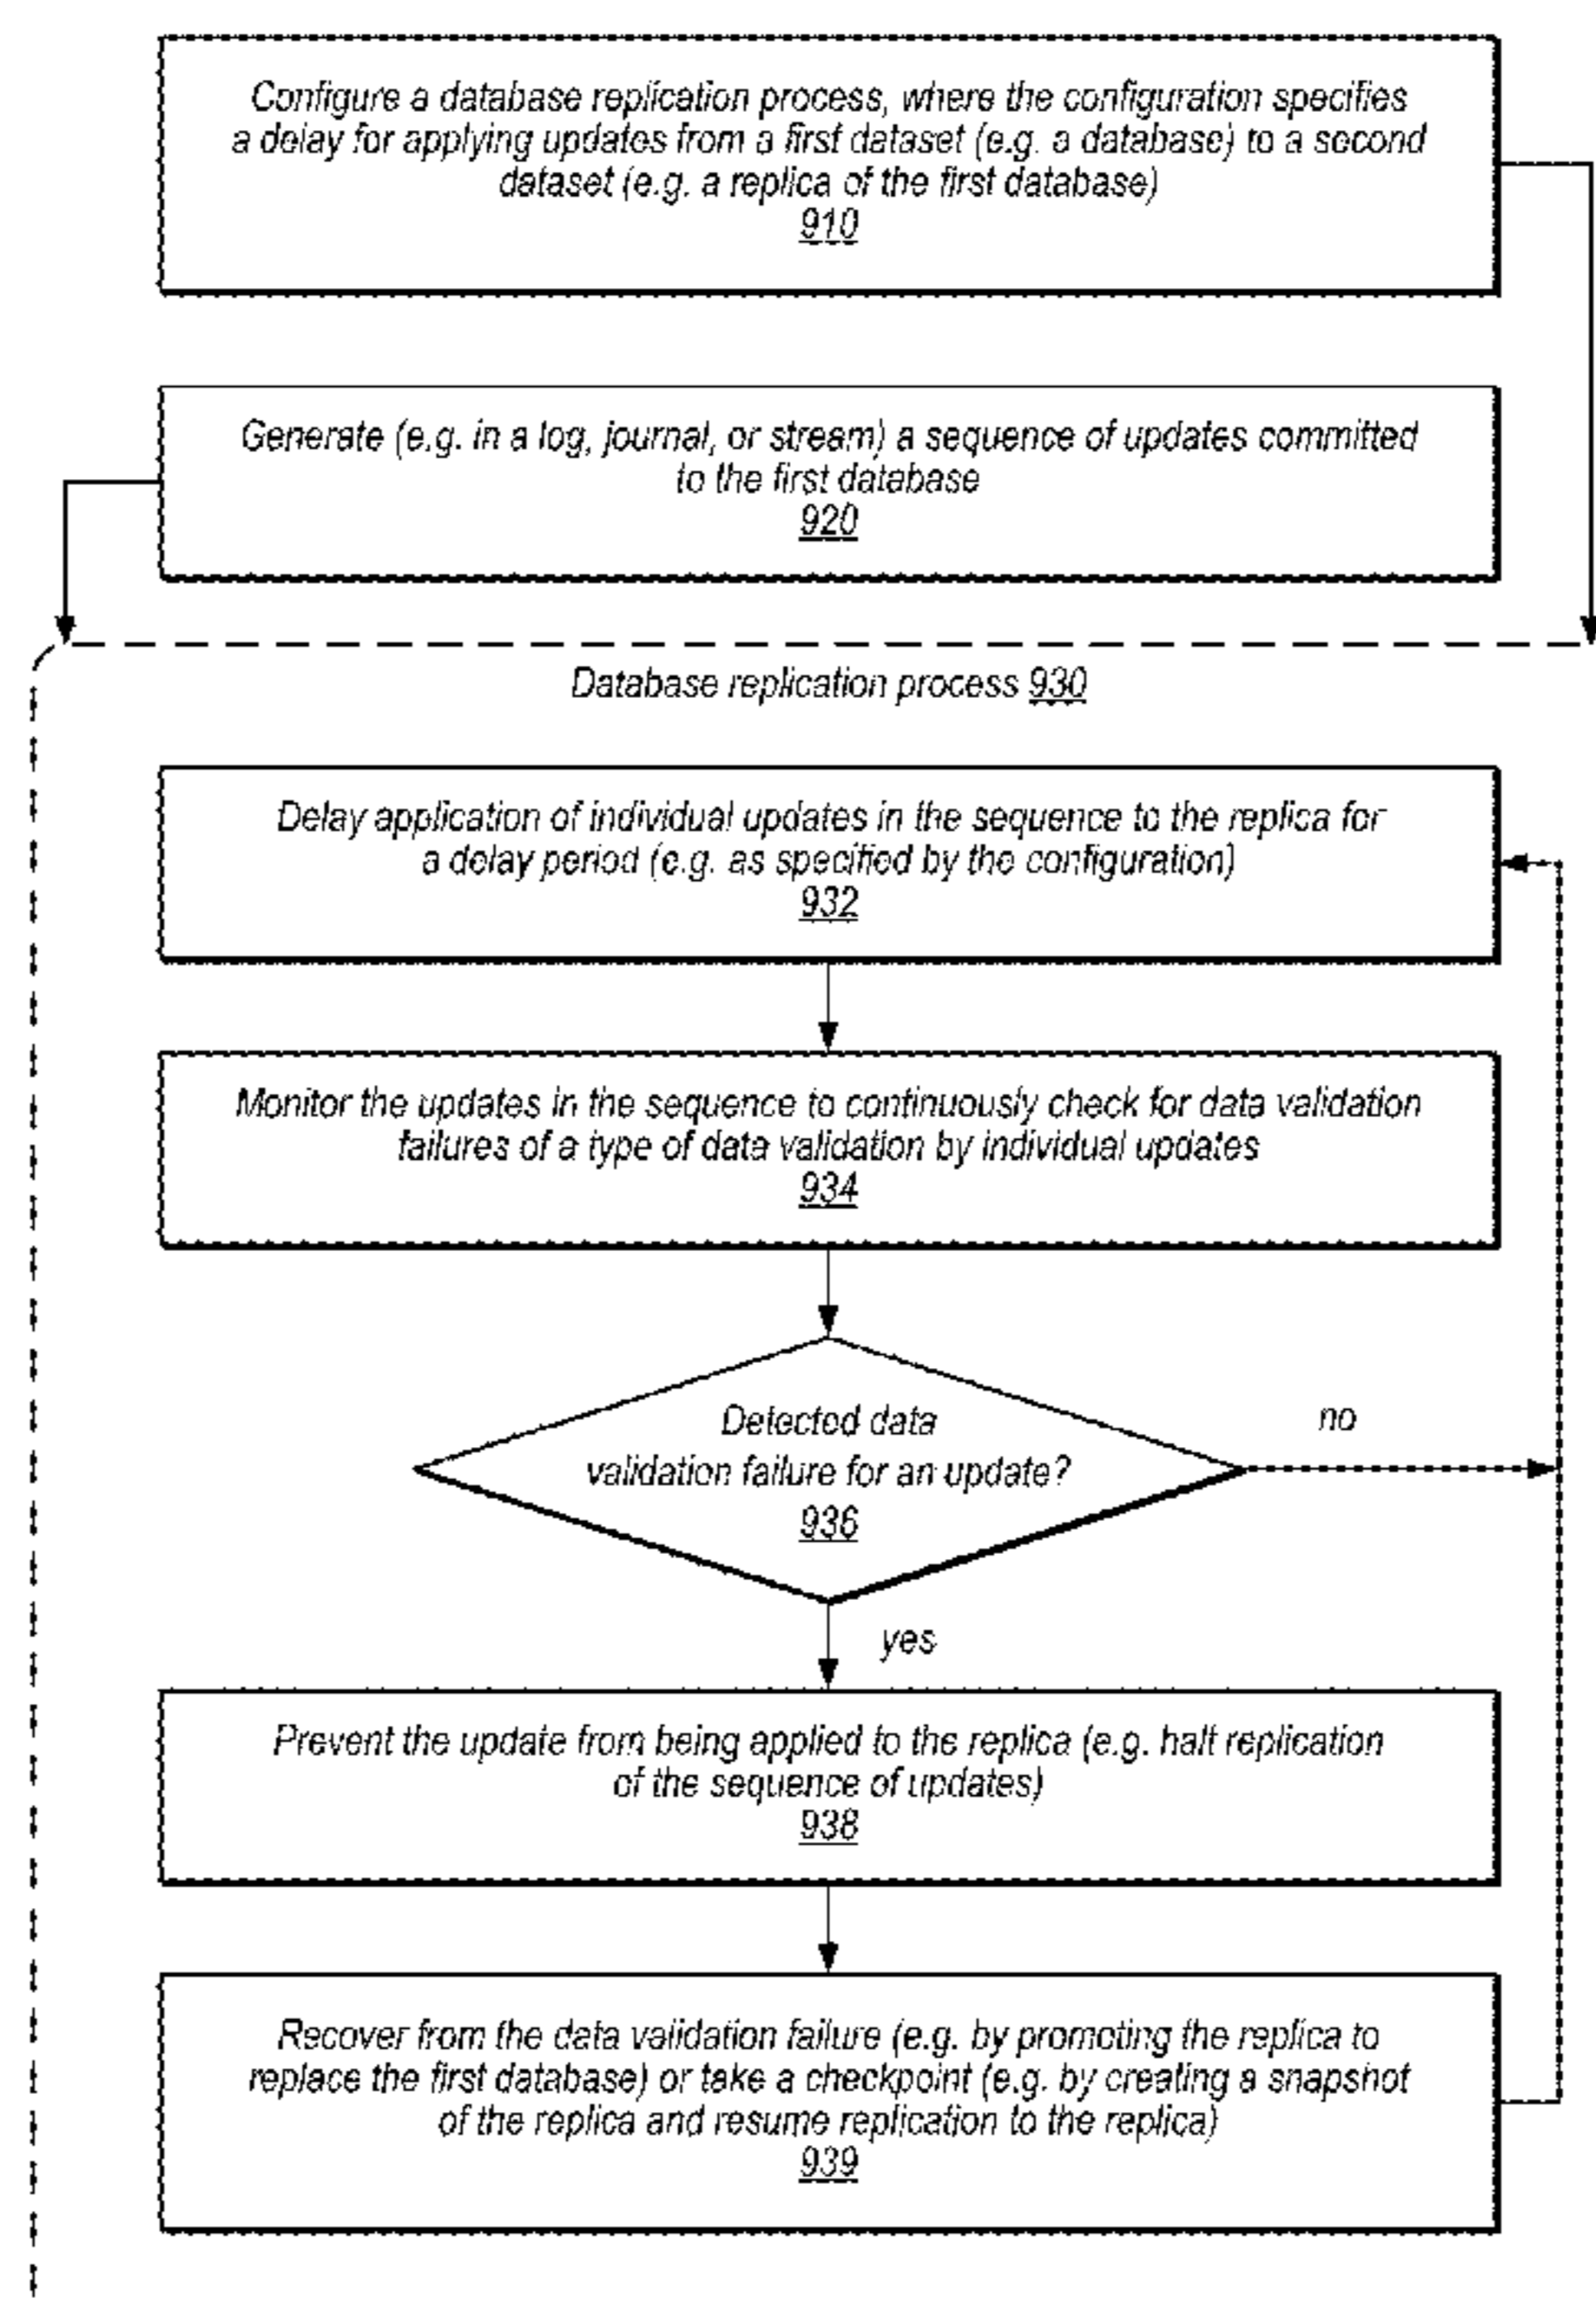 Configure a database replication process, where the configuration specifies
a delay for applying updates from a first dataset (e.g. a database) to a second
dataset (e.g. a replica of the first database)
910
Generate (e.g. in a log, journal, or stream) a sequence of updates committed
to the first database
920
Database replication process 930
Delay application of individual updates in the sequence to the replica for
a delay period (e.g. as specified by the configuration)
932
Monitor the updates in the sequence to continuously check for data validation
failures of a type of data validation by individual updates
934
Detected data
validation failure for an update?
936
no
yes
Prevent the update from being applied to the replica (e.g. halt replication
of the sequence of updates)
938
Recover from the data validation failure (e.g. by promoting the replica to
replace the first database) or take a checkpoint (e.g. by creating a snapshot
of the replica and resume replication to the replica)
939